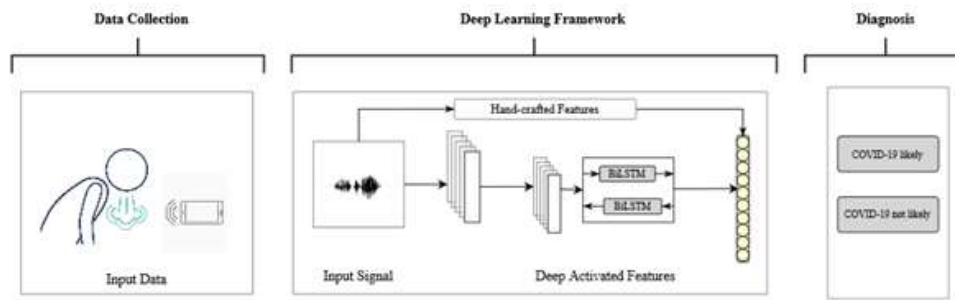 Data Collection
Deep Learning Framework
Diagnosis
Hand-crafted Features
BiLSTM
BiLSTM
COVID-19 likely
COVID-19 not likely
Input Data
Input Signal
Deep Activated Features